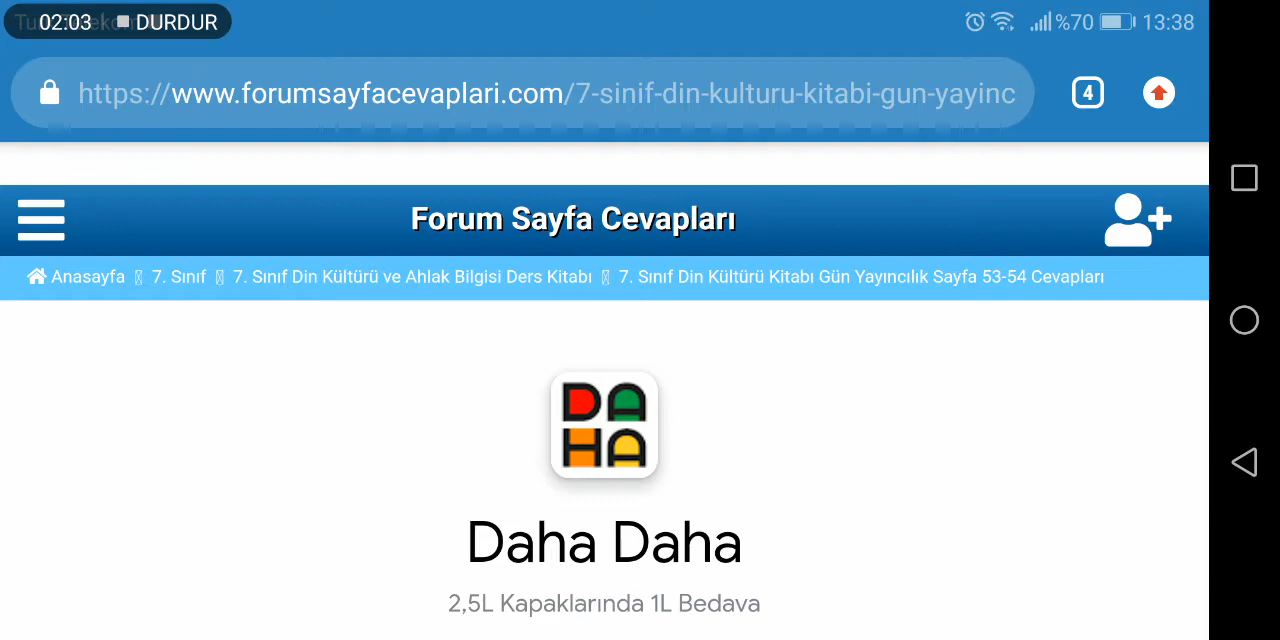 02:03 DURDUR
%70 13:38
https://www.forumsayfacevaplari.com/7-sinif-din-kulturu-kitabi-gun-yayinc
4
Forum Sayfa Cevapları
Anasayfa 7. Sınıf 7. Sınıf Din Kültürü ve Ahlak Bilgisi Ders Kitabı 7. Sınıf Din Kültürü Kitabı Gün Yayıncılık Sayfa 53-54 Cevapları
DA
HA
Daha Daha
2,5L Kapaklarında 1L Bedava